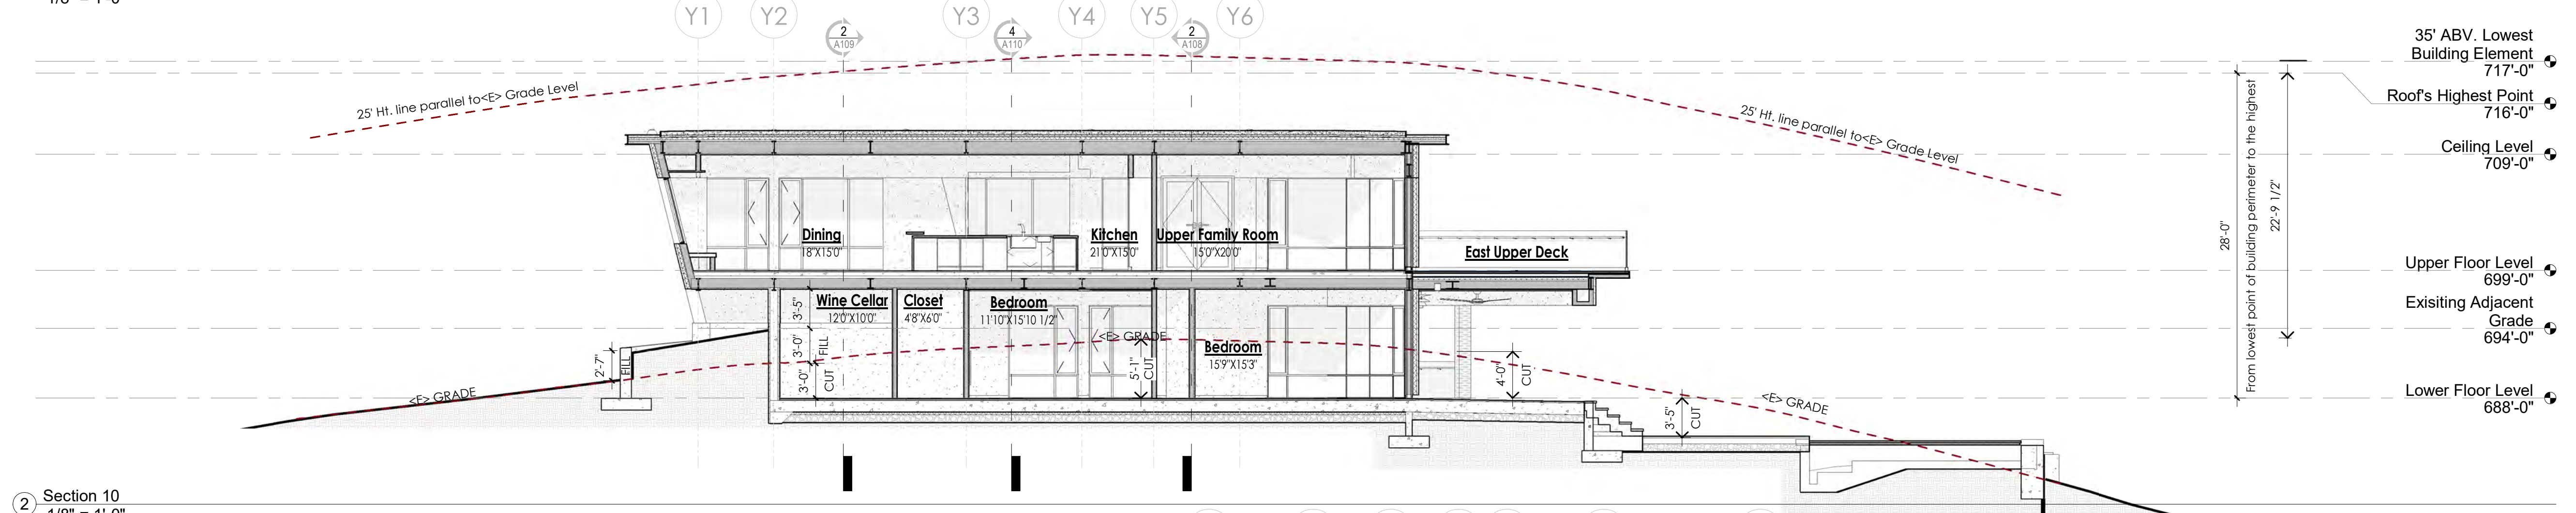 Y1
Y2
Y3
Y4
Y5
Y6
2
A109
4
A110
2
A108
35' ABV. Lowest
Building Element
717'-0"
Roof's Highest Point
716'-0"
Ceiling Level
709'-0"
Upper Floor Level
699'-0"
Exisiting Adjacent
Grade
694'-0"
Lower Floor Level
688'-0"
25' Ht. line parallel to<E> Grade Level
25' Ht. line parallel to<E> Grade Level
From lowest point of building perimeter to the highest
28'-0"
22'-9 1/2"
Dining
18"X15'0"
Kitchen
21'0"X15'0"
Upper Family Room
15'0"X20'0"
East Upper Deck
Wine Cellar
12'0"X10'0"
Closet
4'8"X6'0"
Bedroom
11'10"X15'10 1/2"
Bedroom
15'9"X15'3"
3'-5"
3'-0"
FILL
3'-0"
CUT
2'-7"
FILL
<E> GRADE
5'-1"
CUT
4'-0"
CUT
3'-5"
CUT
<E> GRADE
<E> GRADE
2
Section 10
1/8" = 1'-0"